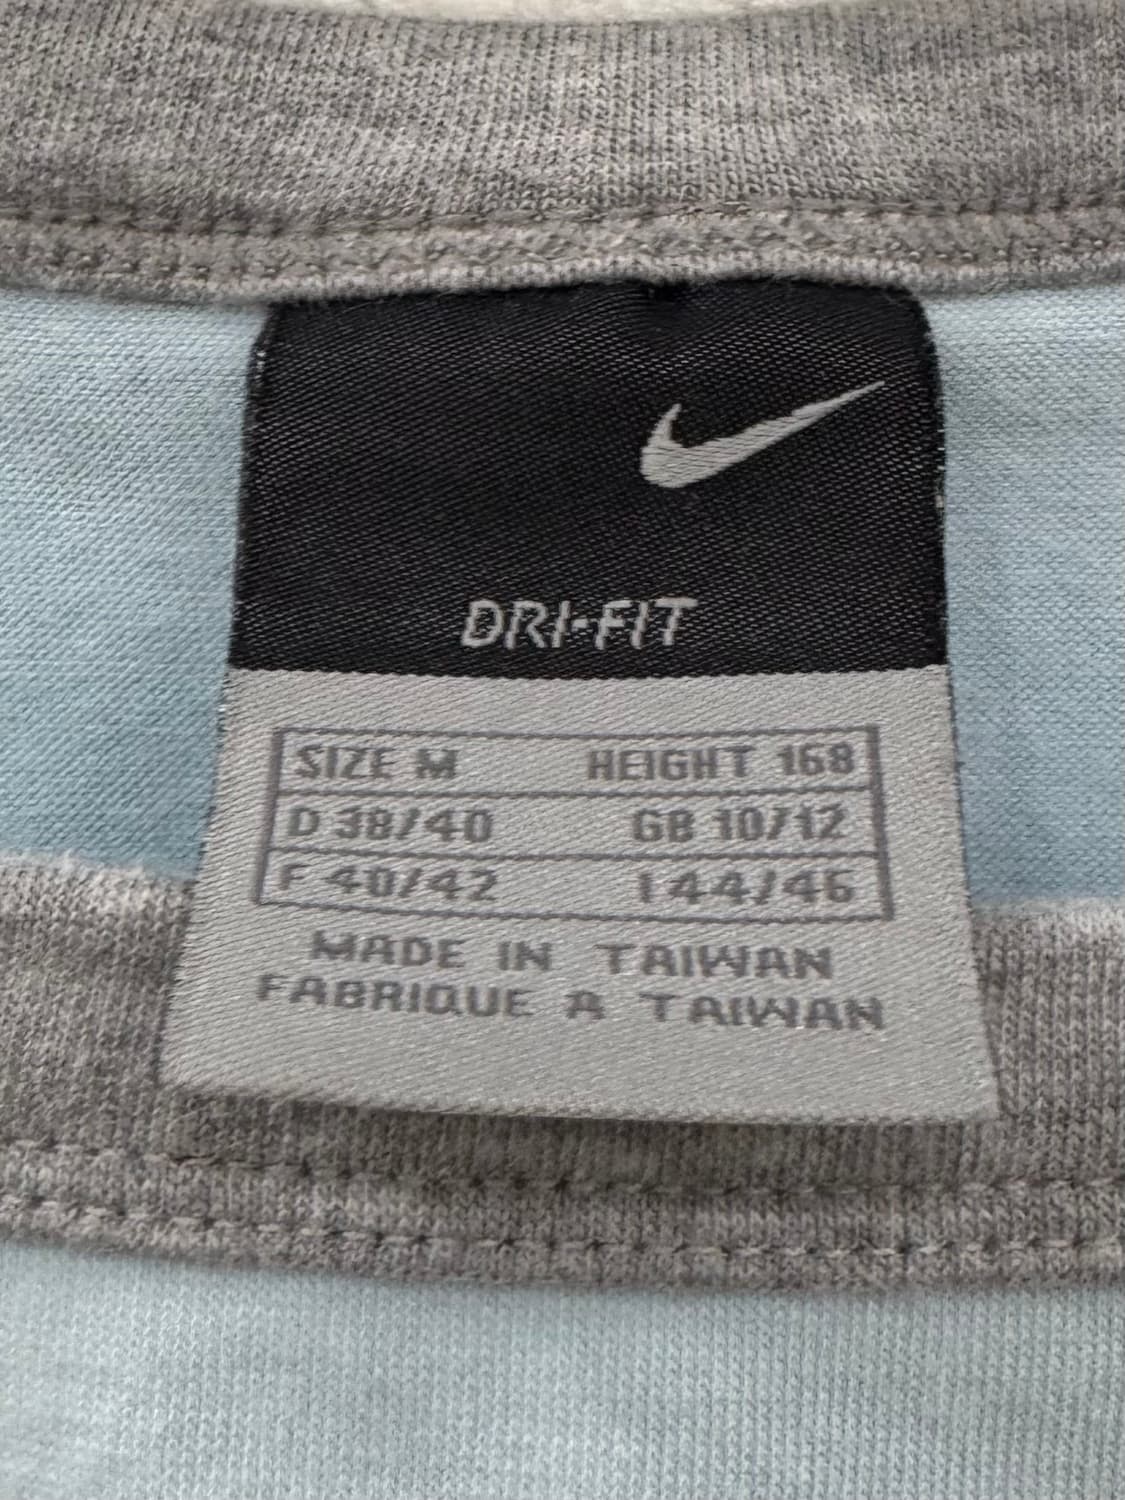 DRI-FIT
SIZE M HEIGHT 168
D 38/40 GB 10/12
F 40/42 I 44/46
MADE IN TAIWAN
FABRIQUE A TAIWAN